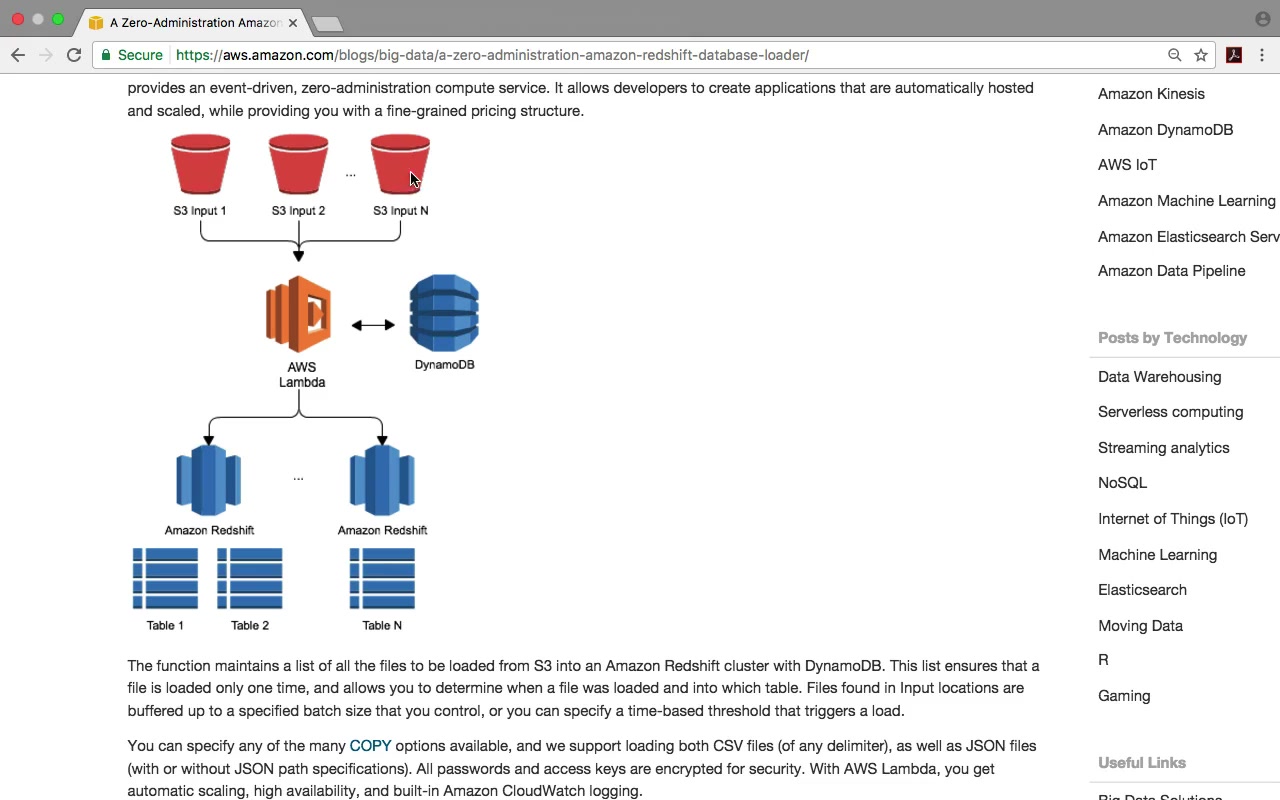 A Zero-Administration Amazon
Secure https://aws.amazon.com/blogs/big-data/a-zero-administration-amazon-redshift-database-loader/
provides an event-driven, zero-administration compute service. It allows developers to create applications that are automatically hosted
and scaled, while providing you with a fine-grained pricing structure.
S3 Input 1
S3 Input 2
...
S3 Input N
AWS
Lambda
DynamoDB
Amazon Redshift
...
Amazon Redshift
Table 1
Table 2
Table N
The function maintains a list of all the files to be loaded from S3 into an Amazon Redshift cluster with DynamoDB. This list ensures that a
file is loaded only one time, and allows you to determine when a file was loaded and into which table. Files found in Input locations are
buffered up to a specified batch size that you control, or you can specify a time-based threshold that triggers a load.
You can specify any of the many COPY options available, and we support loading both CSV files (of any delimiter), as well as JSON files
(with or without JSON path specifications). All passwords and access keys are encrypted for security. With AWS Lambda, you get
automatic scaling, high availability, and built-in Amazon CloudWatch logging.
Amazon Kinesis
Amazon DynamoDB
AWS IoT
Amazon Machine Learning
Amazon Elasticsearch Serv
Amazon Data Pipeline
Posts by Technology
Data Warehousing
Serverless computing
Streaming analytics
NoSQL
Internet of Things (IoT)
Machine Learning
Elasticsearch
Moving Data
R
Gaming
Useful Links
Big Data Solutions